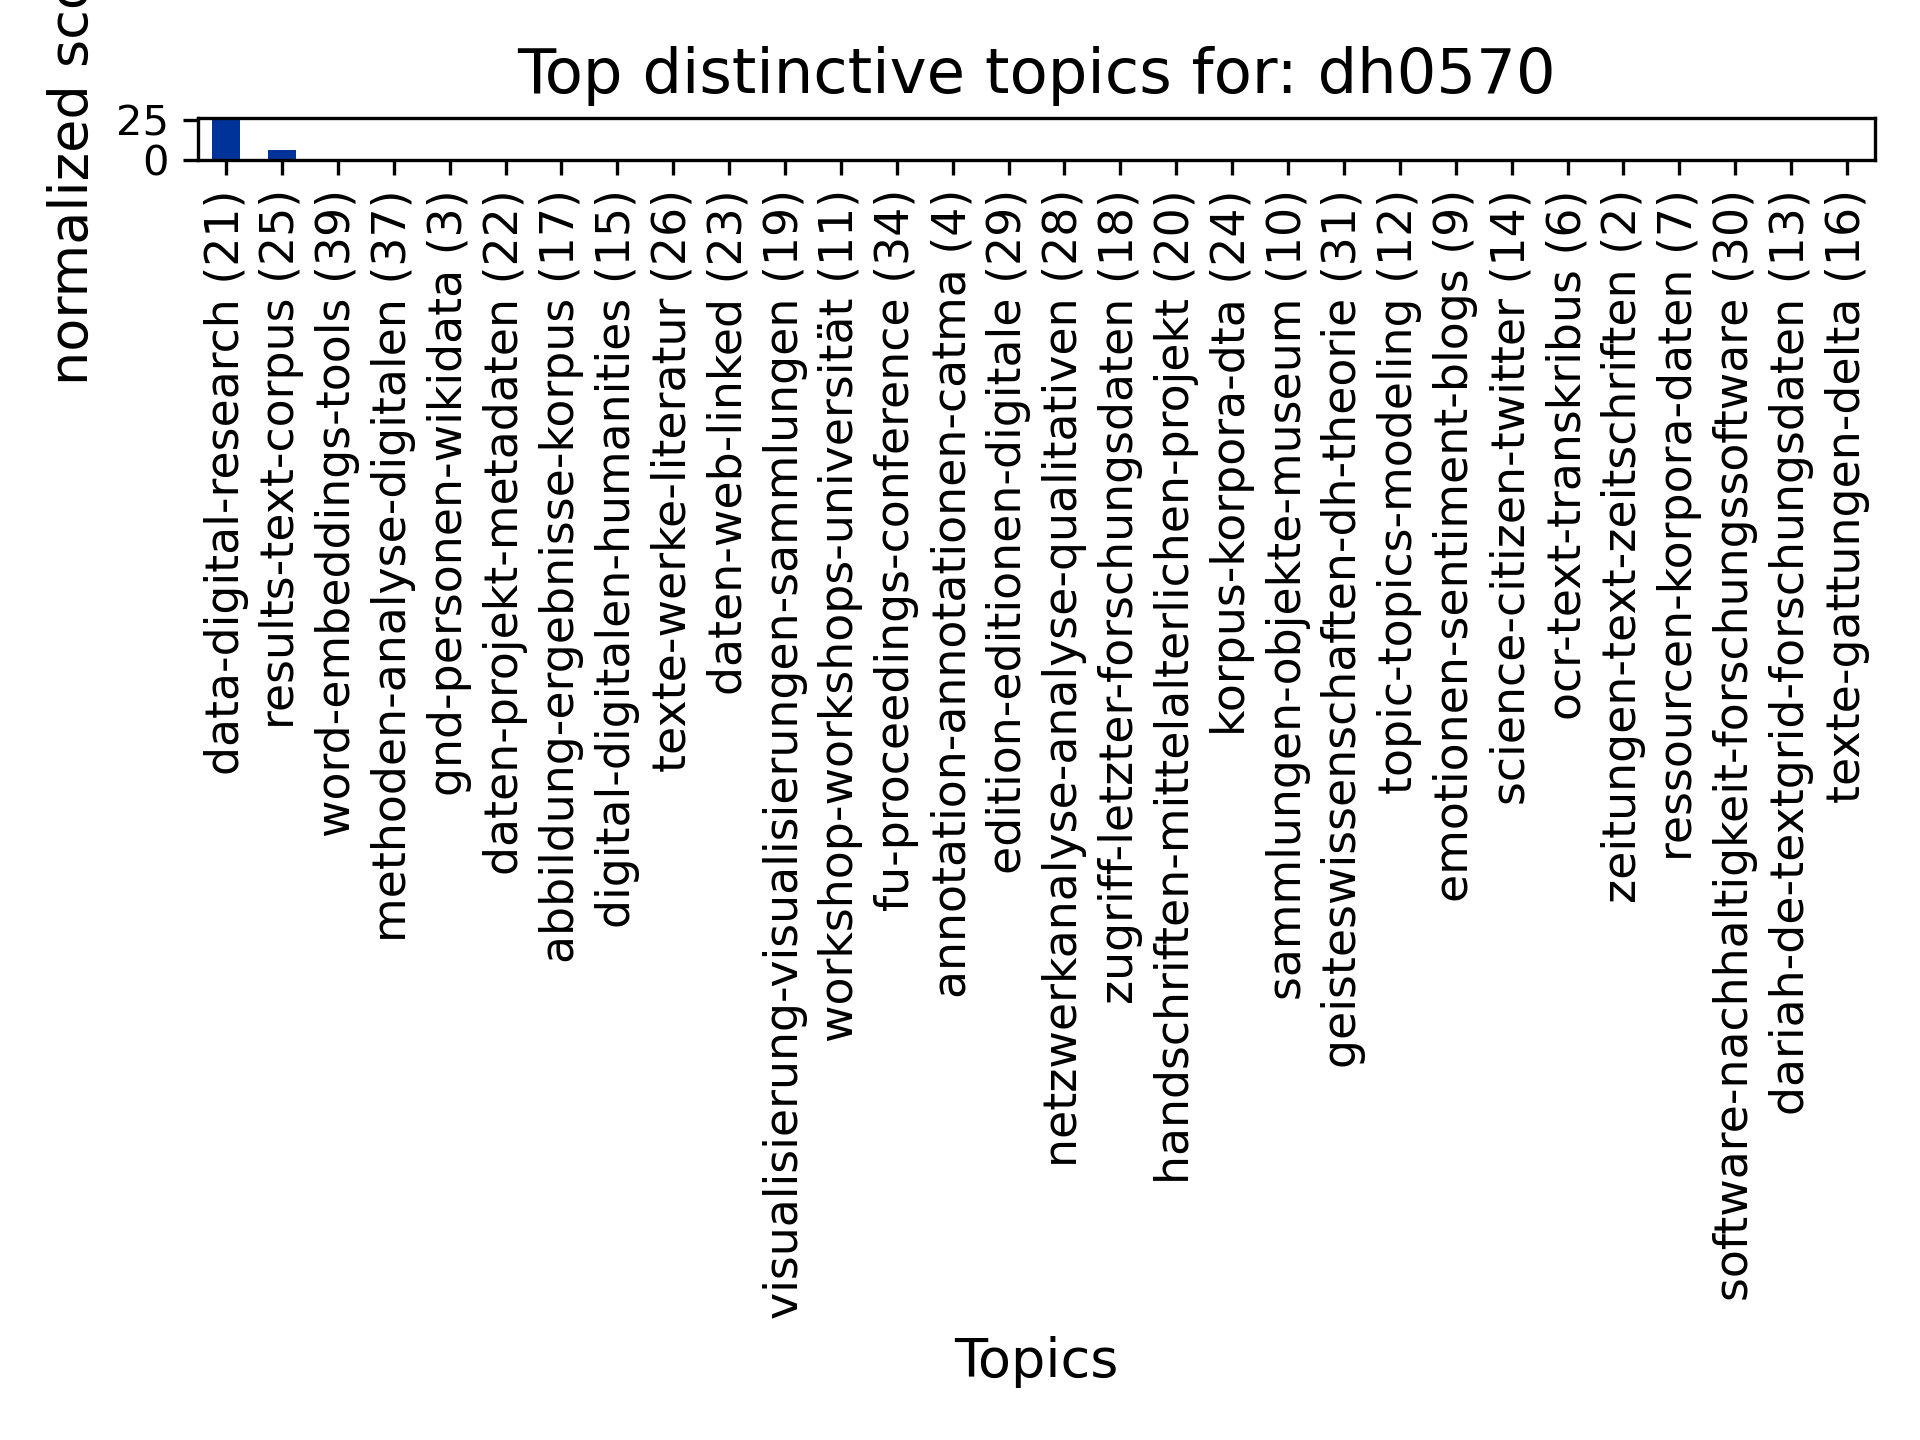 Top distinctive topics for: dh0570
normalized
25
0
data-digital-research (21)
results-text-corpus (25)
word-embeddings-tools (39)
methoden-analyse-digitalen (37)
gnd-personen-wikidata (3)
daten-projekt-metadaten (22)
abbildung-ergebnisse-korpus (17)
digital-digitalen-humanities (15)
texte-werke-literatur (26)
daten-web-linked (23)
visualisierung-visualisierungen-sammlungen (19)
workshop-workshops-universität (11)
fu-proceedings-conference (34)
annotation-annotationen-catma (4)
edition-editionen-digitale (29)
netzwerkanalyse-analyse-qualitativen (28)
zugriff-letzter-forschungsdaten (18)
handschriften-mittelalterlichen-projekt (20)
korpus-korpora-dta (24)
sammlungen-objekte-museum (10)
geisteswissenschaften-dh-theorie (31)
topic-topics-modeling (12)
emotionen-sentiment-blogs (9)
science-citizen-twitter (14)
ocr-text-transkribus (6)
zeitungen-text-zeitschriften (2)
ressourcen-korpora-daten (7)
software-nachhaltigkeit-forschungssoftware (30)
dariah-de-textgrid-forschungsdaten (13)
texte-gattungen-delta (16)
Topics